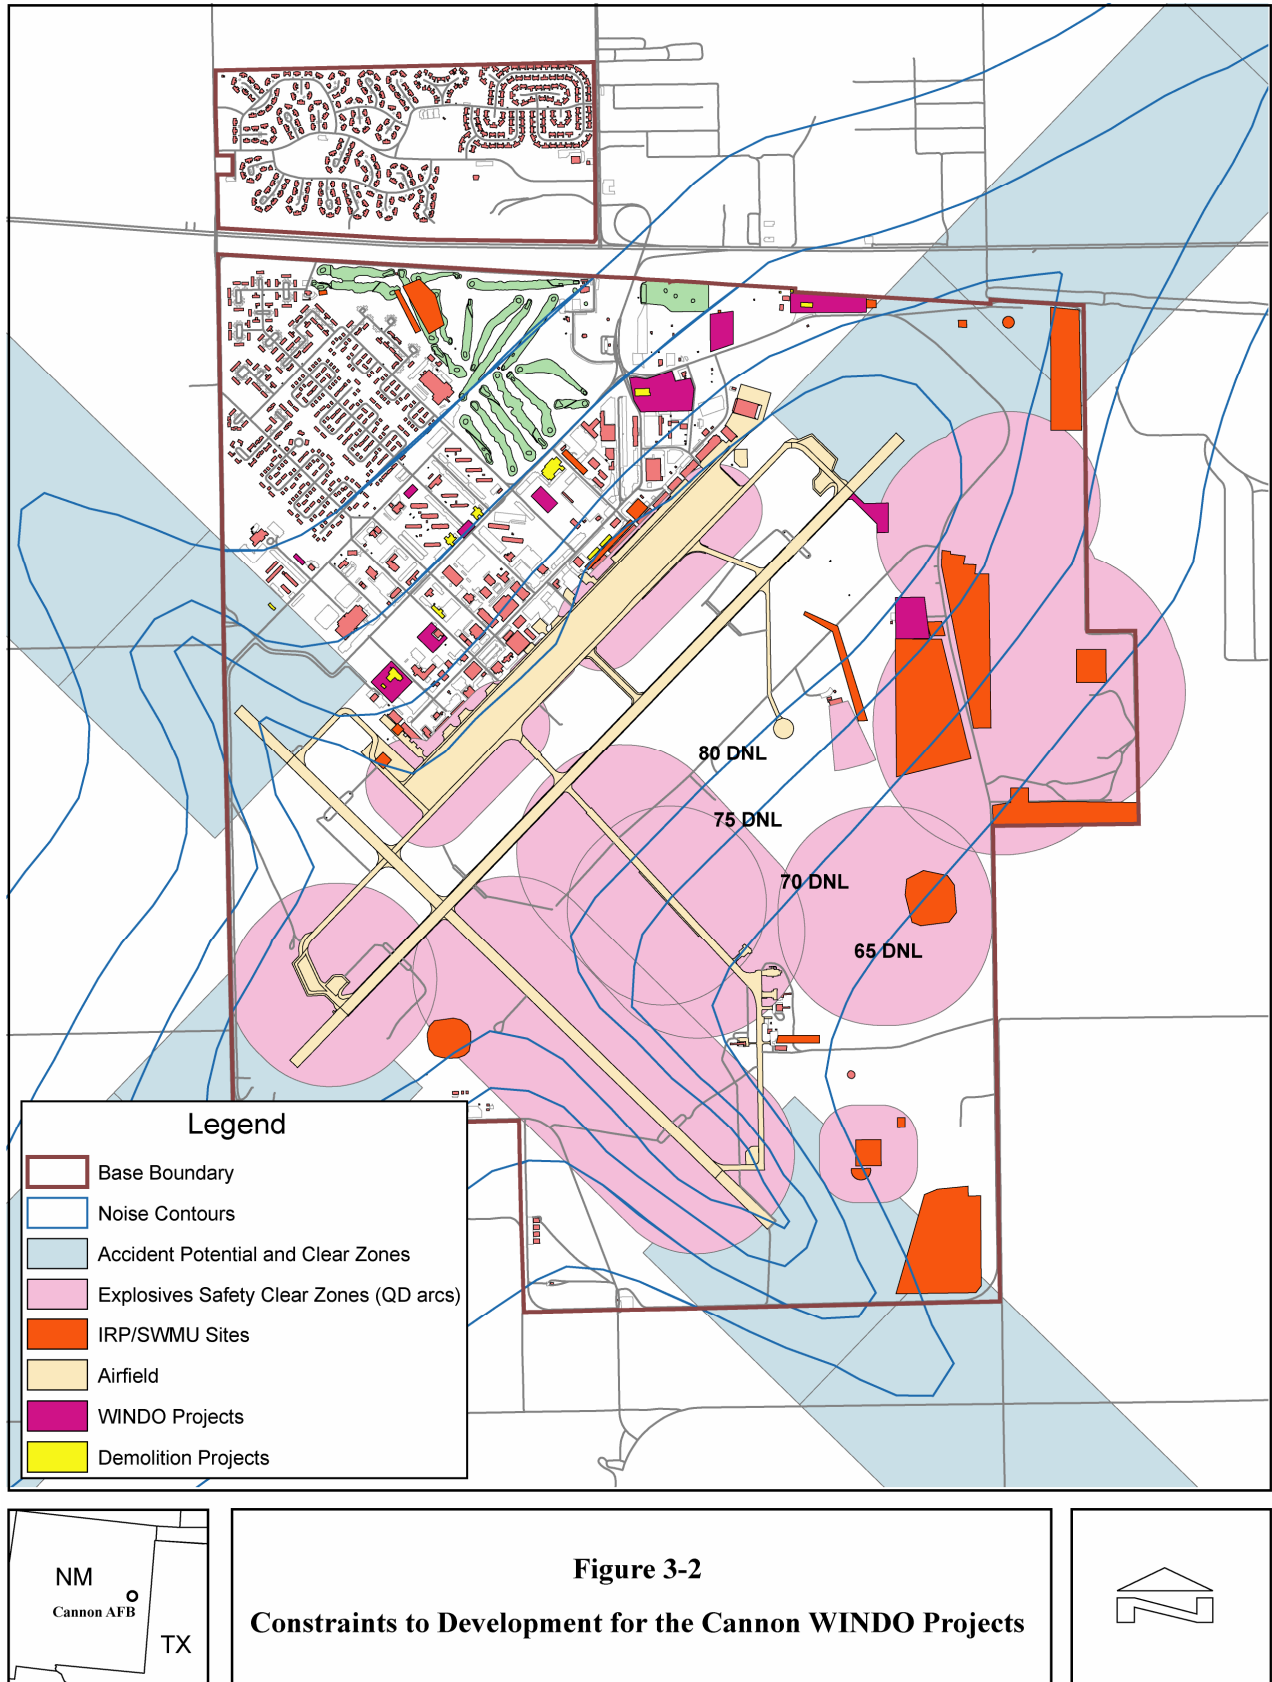 80 DNL
75 DNL
70 DNL
65 DNL
Legend
Base Boundary
Noise Contours
Accident Potential and Clear Zones
Explosives Safety Clear Zones (QD arcs)
IRP/SWMU Sites
Airfield
WINDO Projects
Demolition Projects
NM
Cannon AFB
TX
Figure 3-2
Constraints to Development for the Cannon WINDO Projects
N